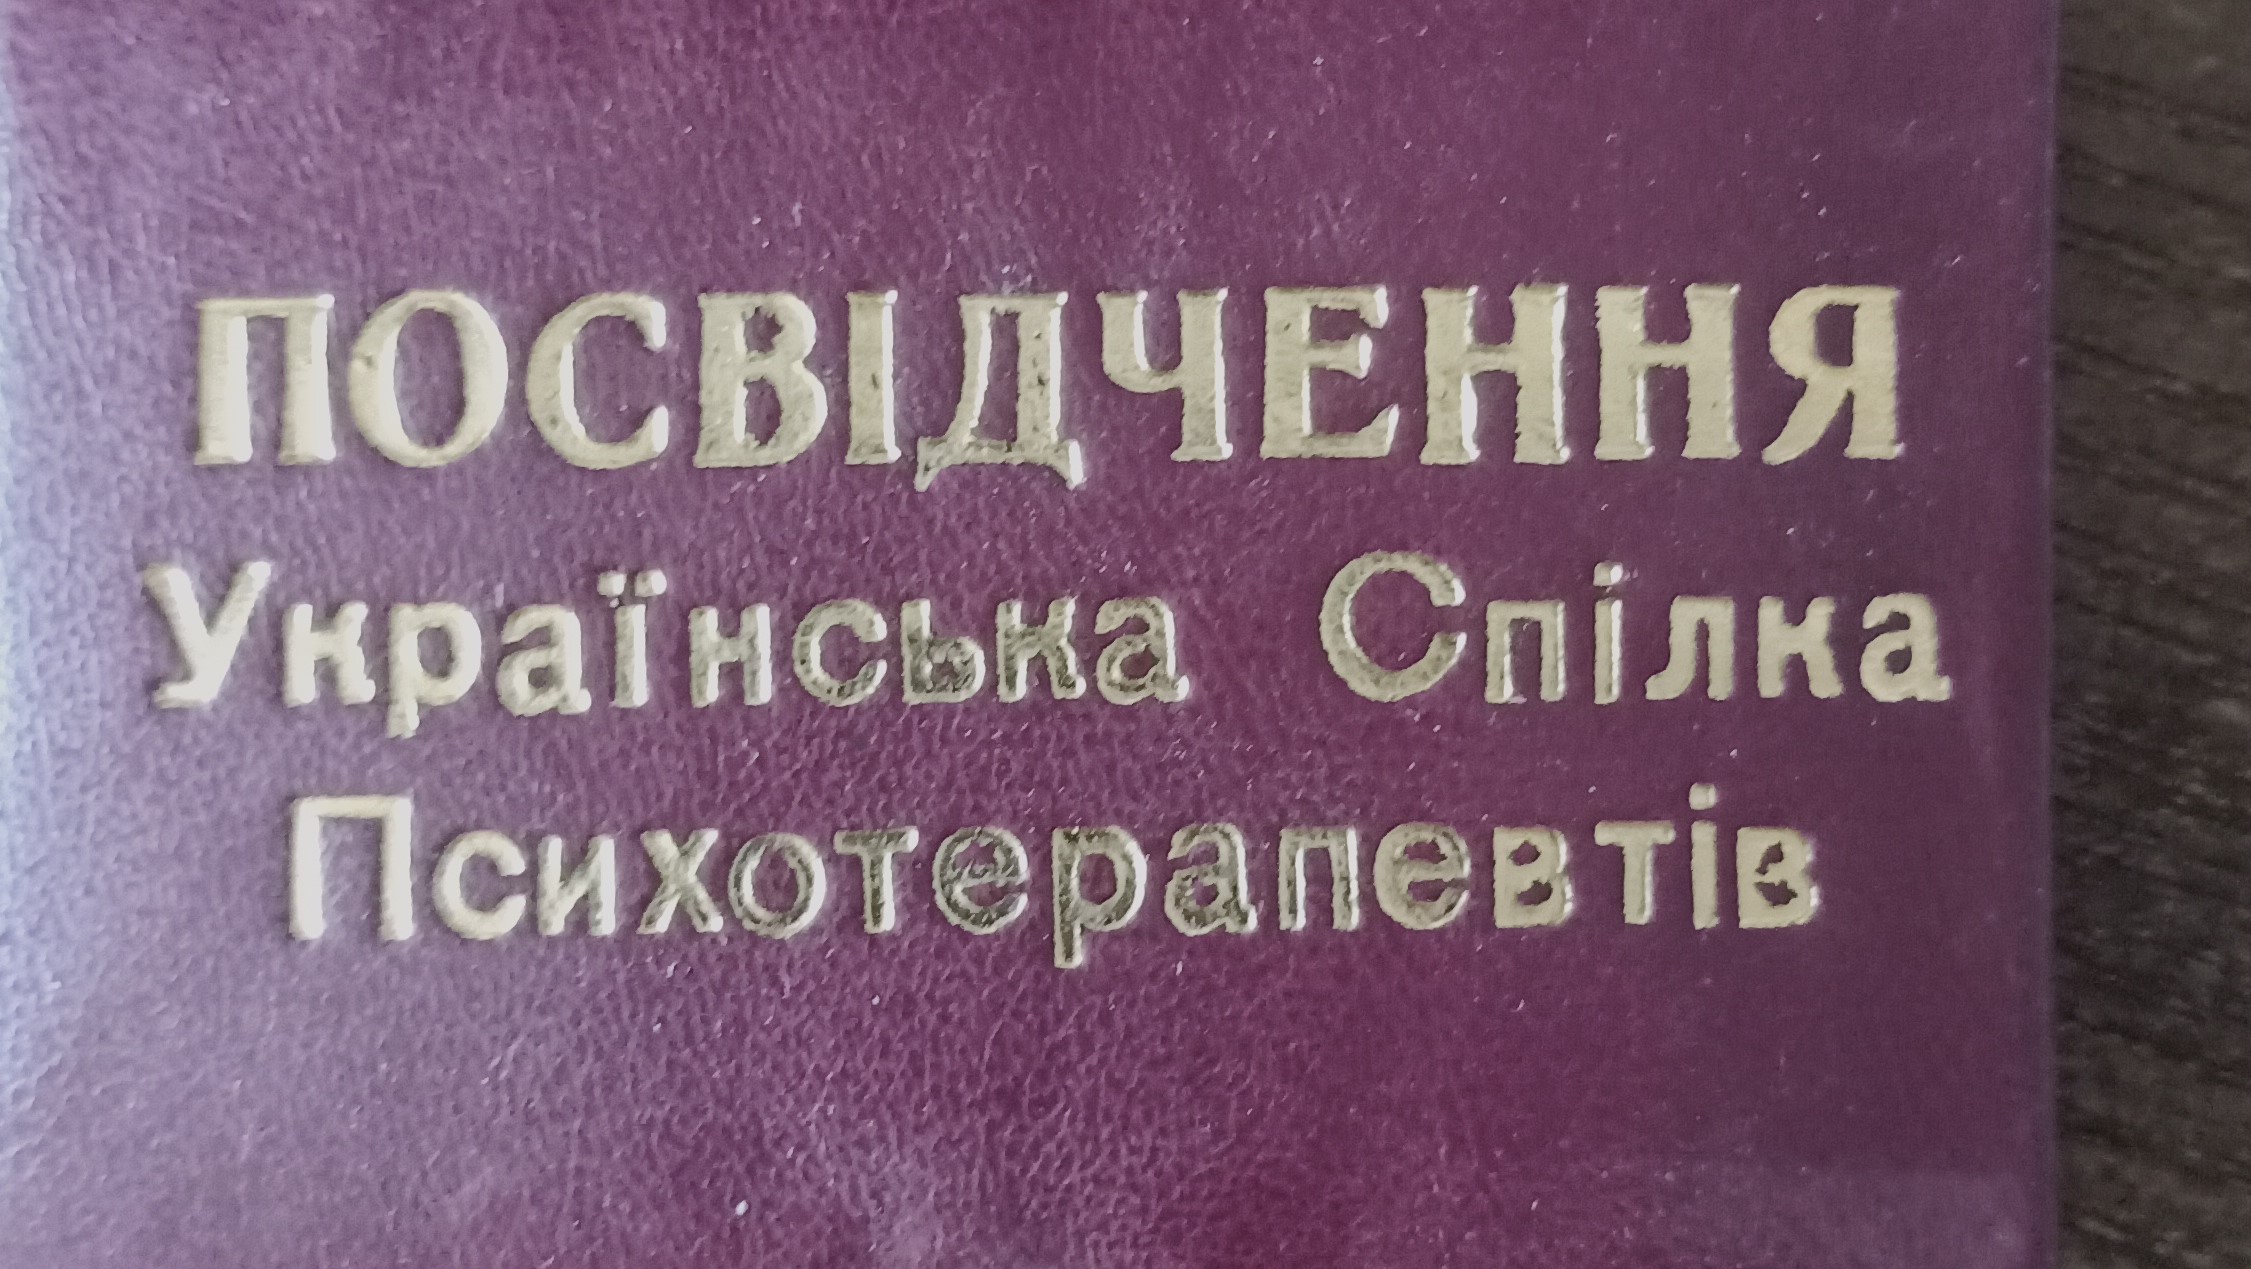 ПОСВІДЧЕННЯ
Українська Спілка
Психотерапевтів